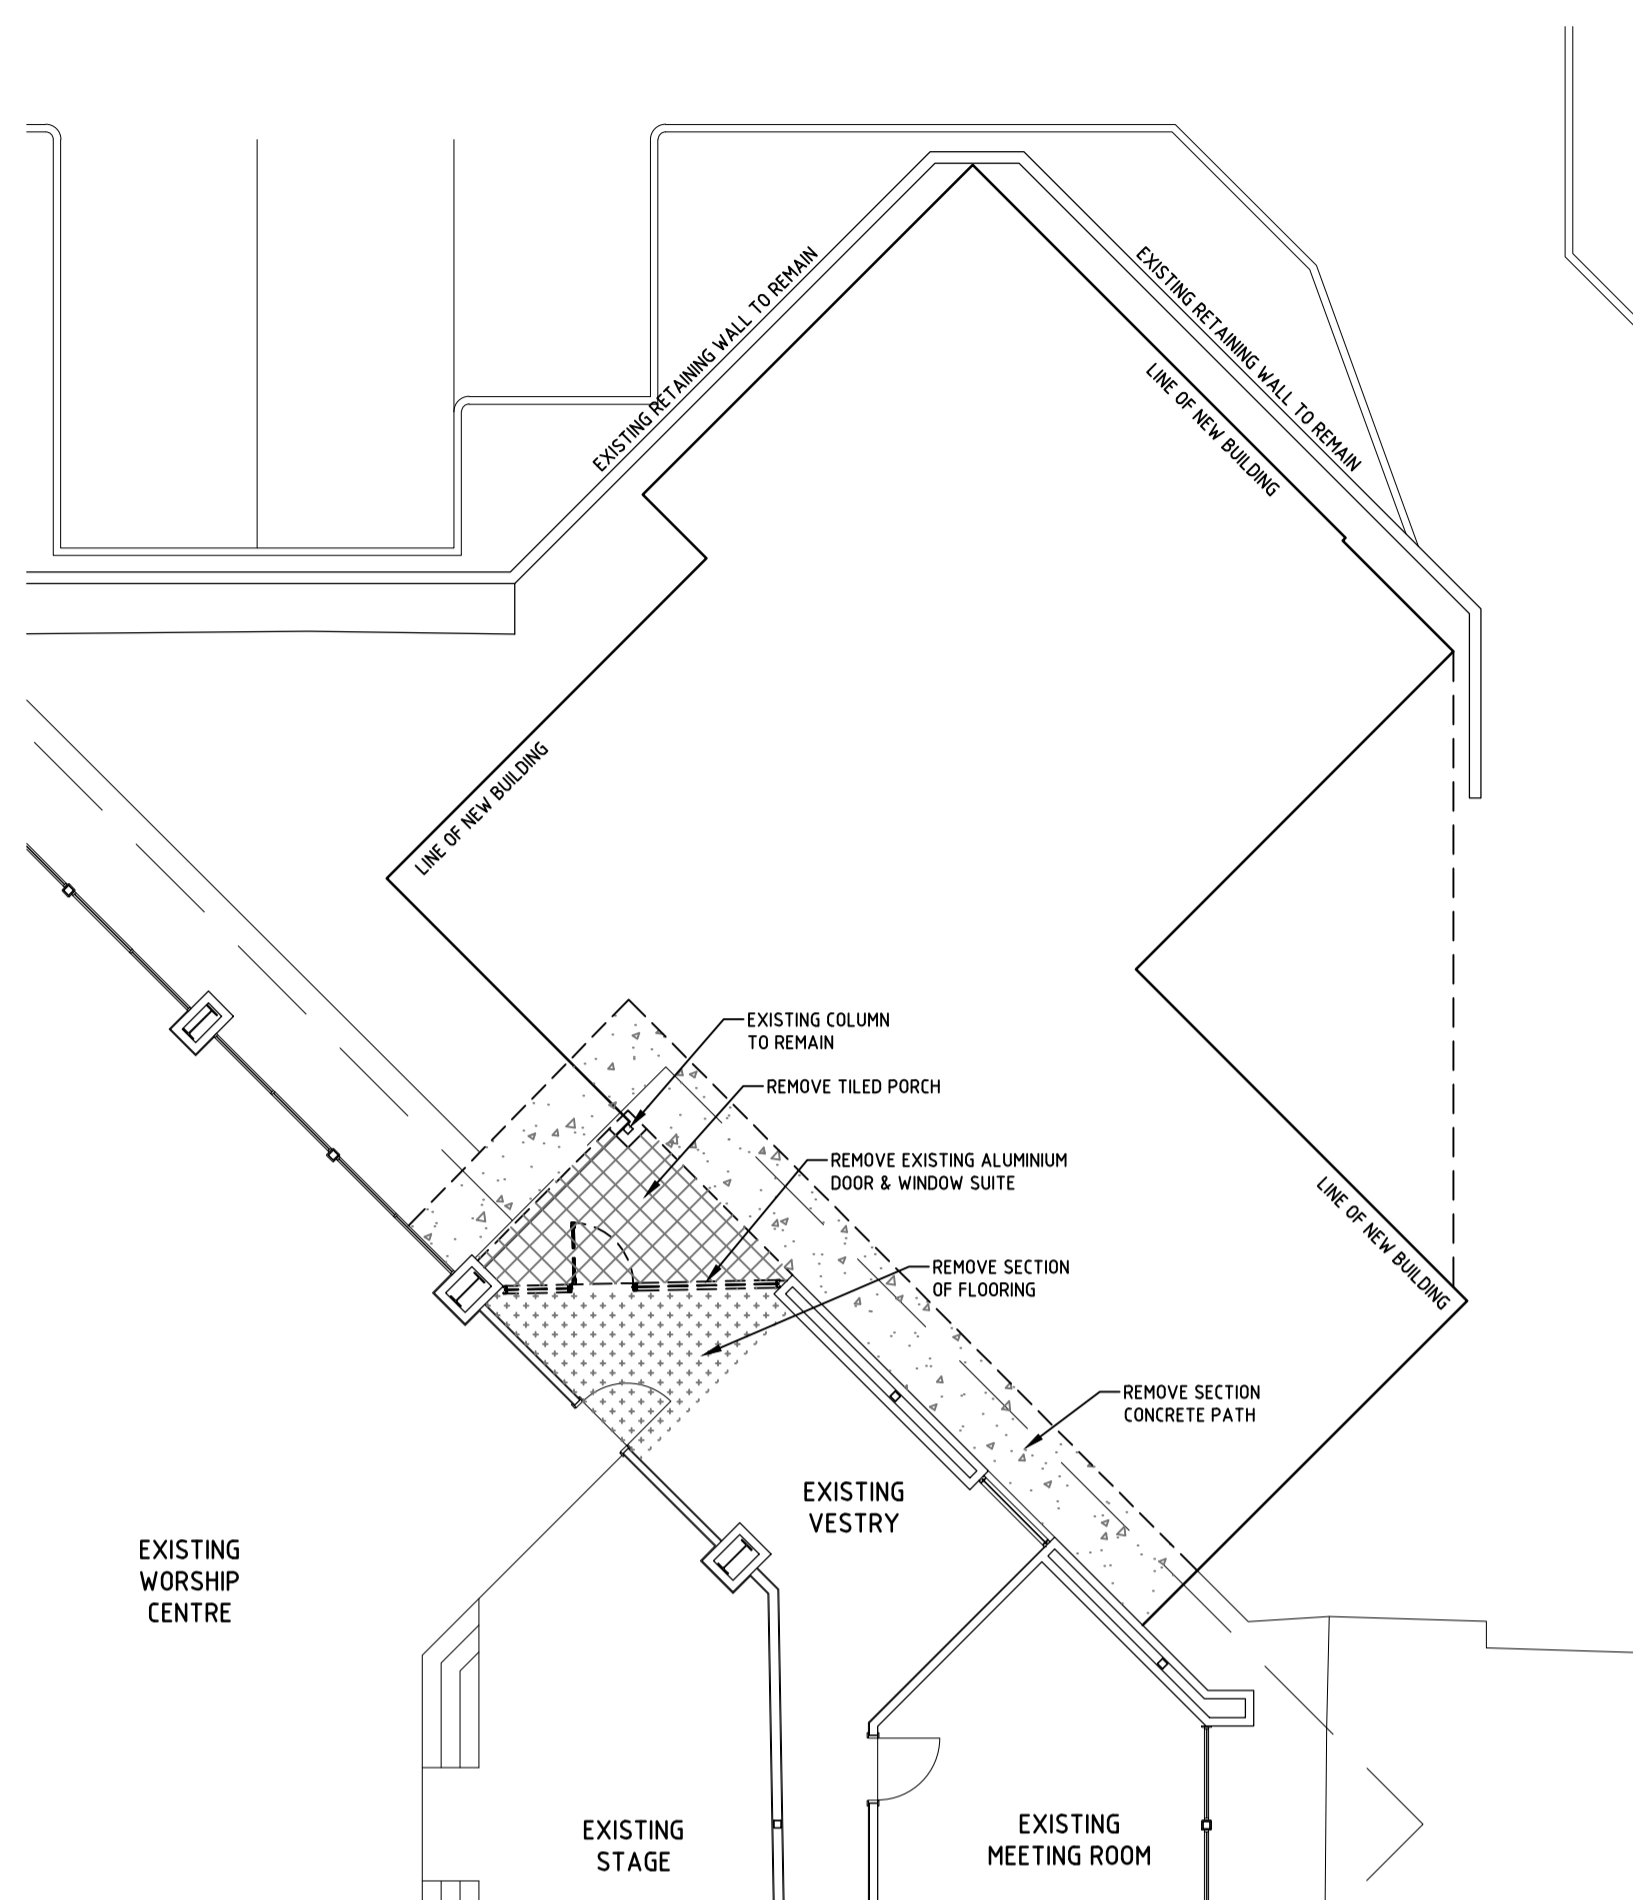 EXISTING RETAINING WALL TO REMAIN
EXISTING RETAINING WALL TO REMAIN
LINE OF NEW BUILDING
LINE OF NEW BUILDING
EXISTING COLUMN
TO REMAIN
REMOVE TILED PORCH
REMOVE EXISTING ALUMINIUM
DOOR & WINDOW SUITE
LINE OF NEW BUILDING
REMOVE SECTION
OF FLOORING
REMOVE SECTION
CONCRETE PATH
EXISTING
VESTRY
EXISTING
WORSHIP
CENTRE
EXISTING
STAGE
EXISTING
MEETING ROOM